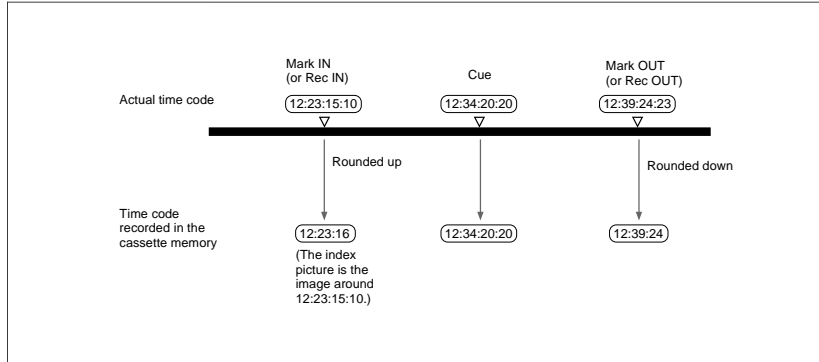 Mark IN
(or Rec IN)
Cue
Mark OUT
(or Rec OUT)
Actual time code
12:23:15:10
12:34:20:20
12:39:24:23
Rounded up
Rounded down
Time code
recorded in the
cassette memory
12:23:16
12:34:20:20
12:39:24
(The index
picture is the
image around
12:23:15:10.)